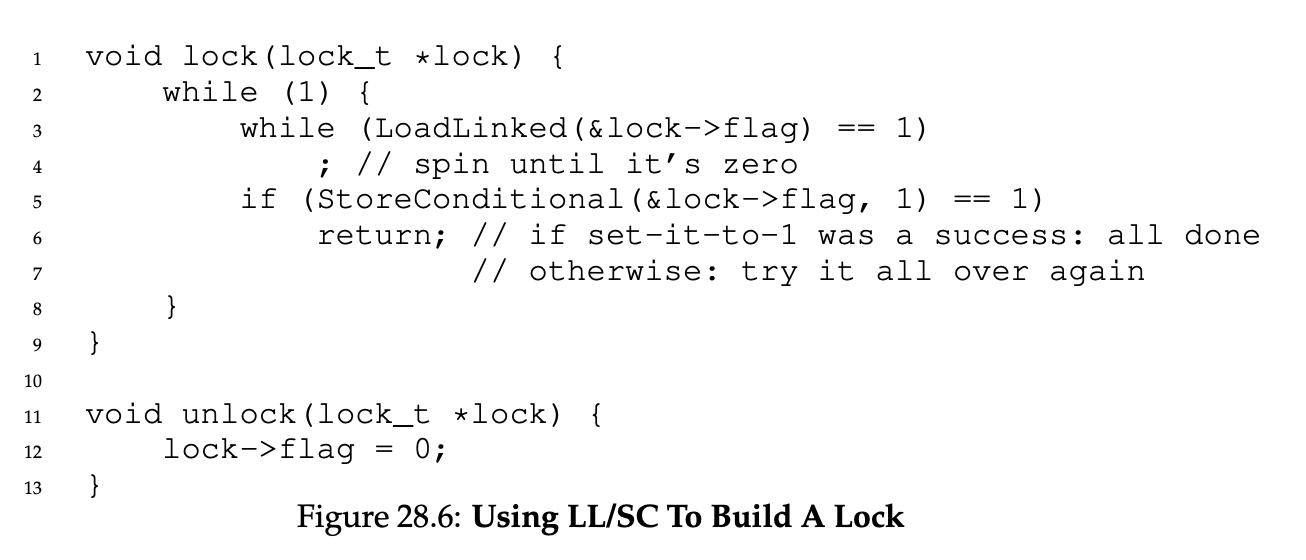 1 void lock(lock_t *lock) {
2 while (1) {
3 while (LoadLinked(&lock->flag) == 1)
4 ; // spin until it's zero
5 if (StoreConditional(&lock->flag, 1) == 1)
6 return; // if set-it-to-1 was a success: all done
7 // otherwise: try it all over again
8 }
9 }
10
11 void unlock(lock_t *lock) {
12 lock->flag = 0;
13 }
Figure 28.6: Using LL/SC To Build A Lock